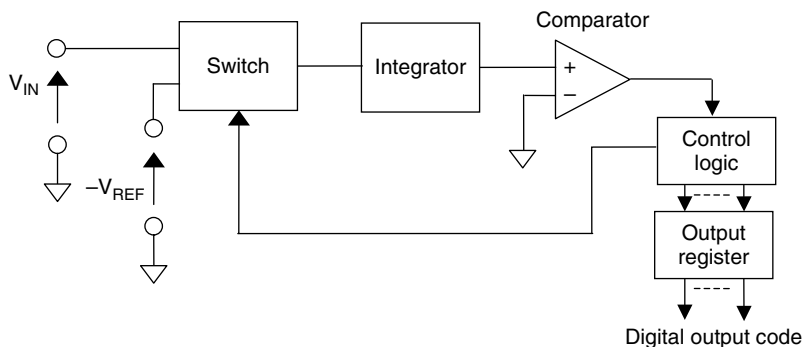 Comparator
V_IN
Switch
Integrator
+
–
–V_REF
Control
logic
Output
register
Digital output code